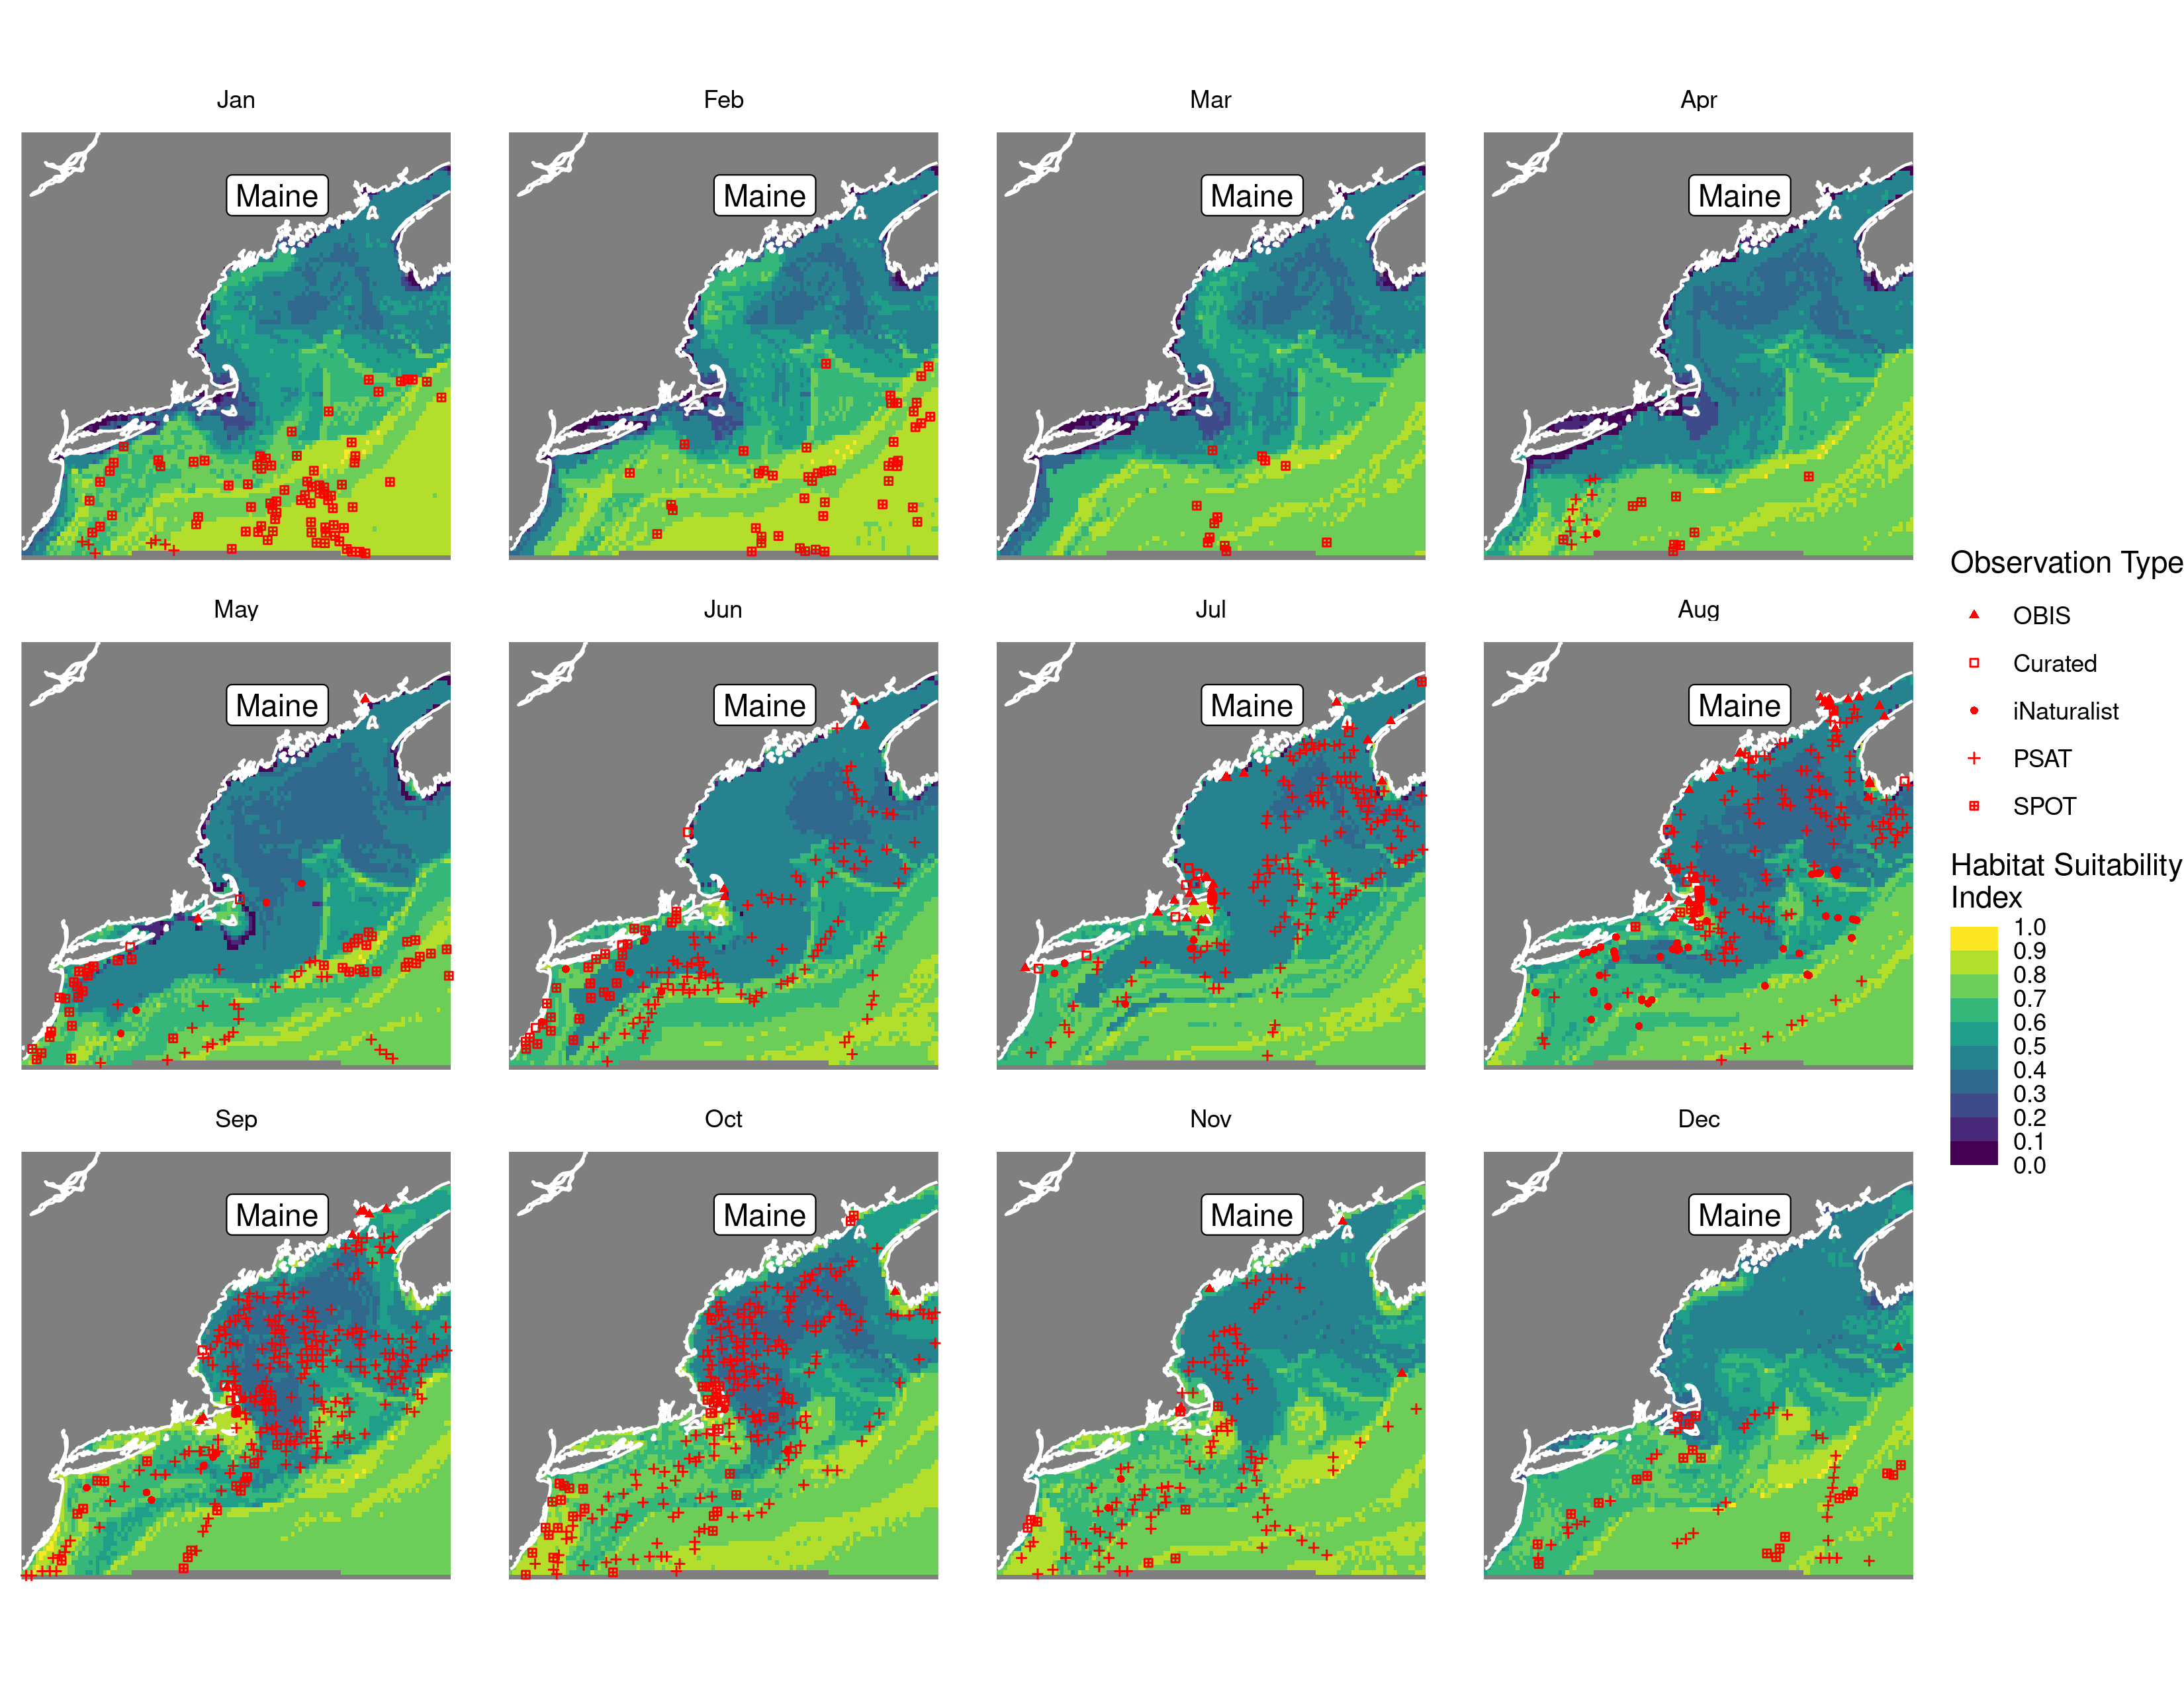 Jan
Feb
Mar
Apr
Maine
Maine
Maine
Maine
May
Jun
Jul
Aug
Maine
Maine
Maine
Maine
Sep
Oct
Nov
Dec
Maine
Maine
Maine
Maine
Observation Type
OBIS
Curated
iNaturalist
PSAT
SPOT
Habitat Suitability
Index
1.0
0.9
0.8
0.7
0.6
0.5
0.4
0.3
0.2
0.1
0.0